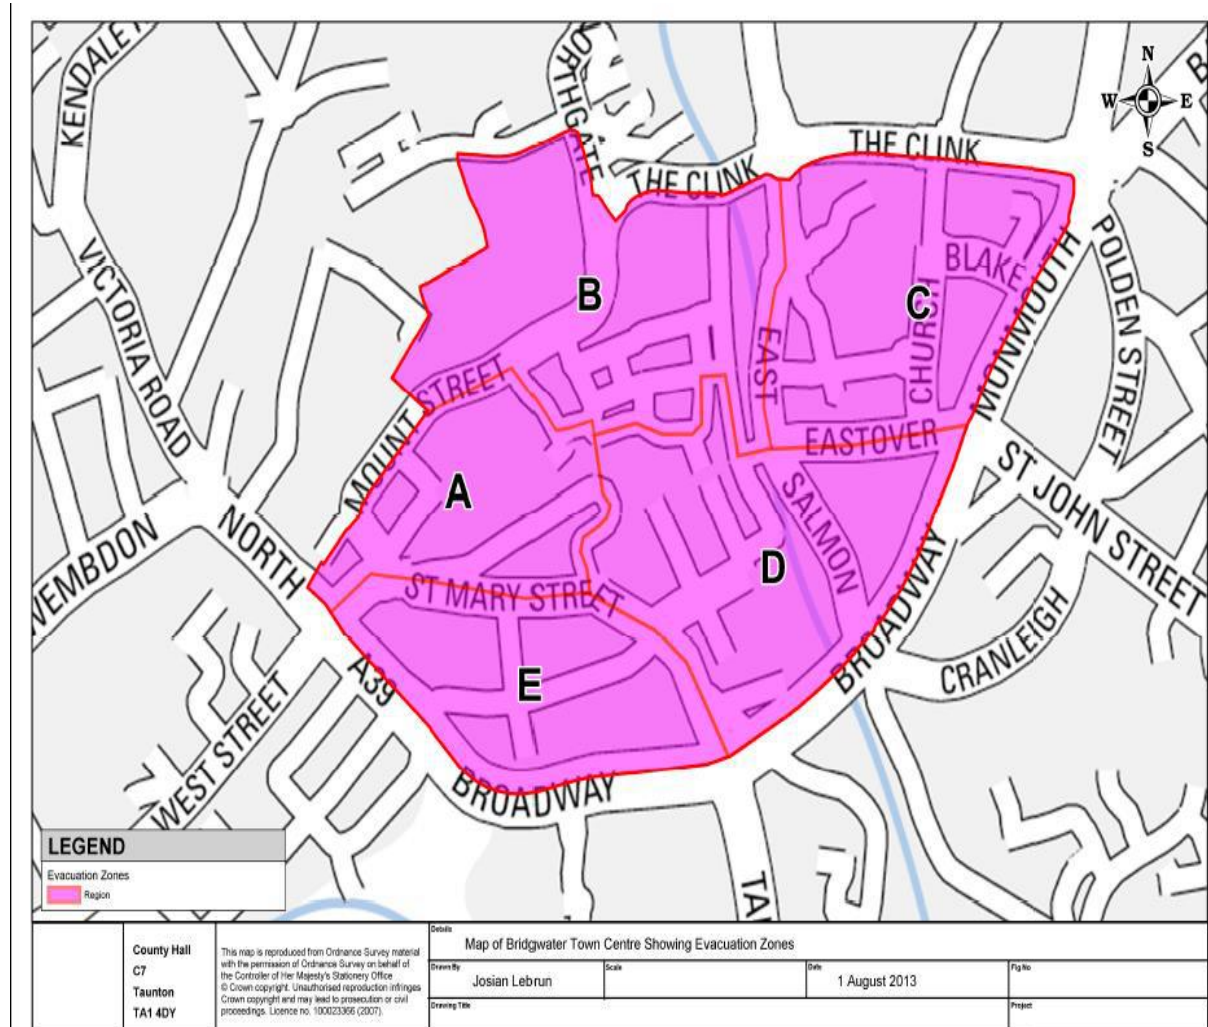 KENDALE
ORTHGATE
N
W E
S
B
THE CLINK
THE CLINK
VICTORIA ROAD
POLDEN STREET
BLAKE
B
C
CHURCH
EAST
MONMOUTH
MOUNT STREET
EASTOVER
A
SALMON
ST JOHN STREET
WEMBDON
NORTH
D
ST MARY STREET
BROADWAY
CRANLEIGH
A39
E
WEST STREET
BROADWAY
TA
LEGEND
Evacuation Zones
Region
County Hall
C7
Taunton
TA1 4DY
This map is reproduced from Ordnance Survey material
with the permission of Ordnance Survey on behalf of
the Controller of Her Majesty's Stationery Office
© Crown copyright. Unauthorised reproduction infringes
Crown copyright and may lead to prosecution or civil
proceedings. Licence no. 100023366 (2007).
Details
Map of Bridgwater Town Centre Showing Evacuation Zones
Drawn By
Josian Lebrun
Scale
Date
1 August 2013
Fig No
Drawing Title
Project